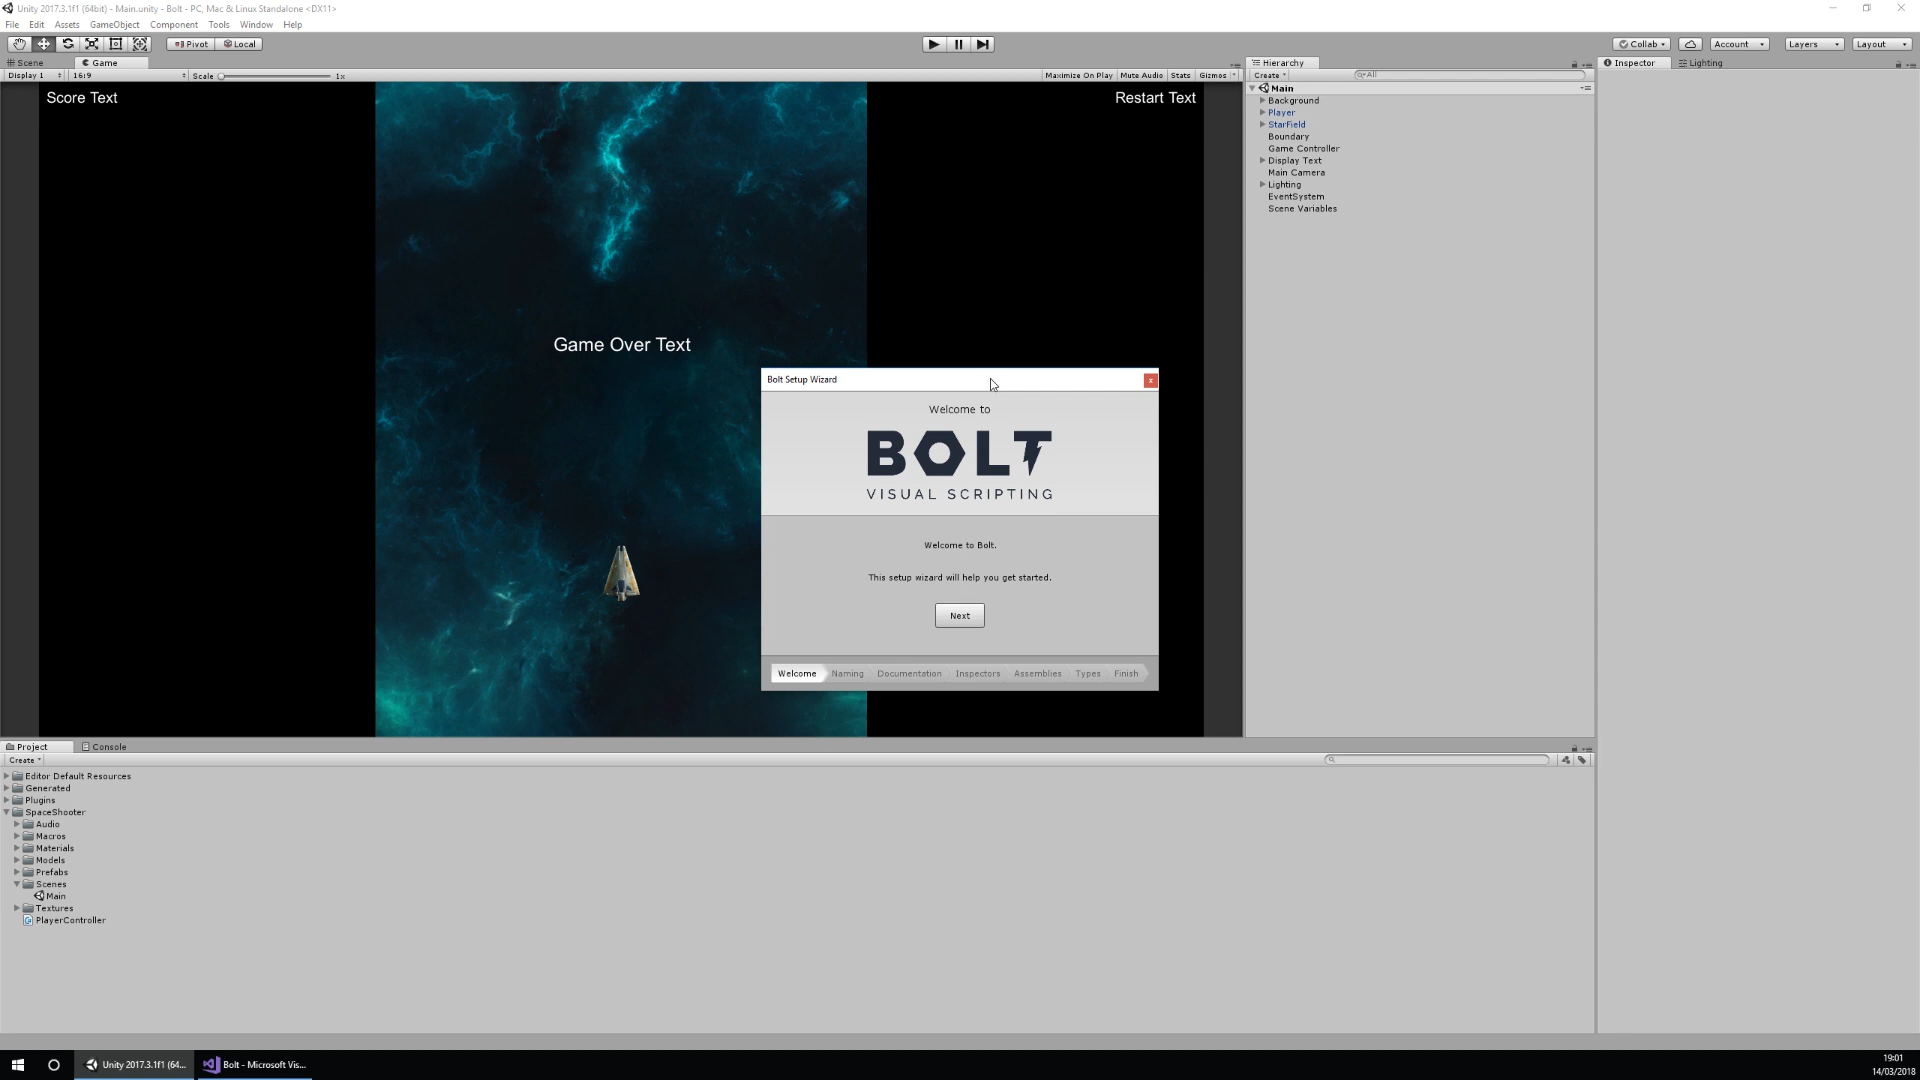 Unity 2017.3.1f1 (64bit) - Main.unity - Bolt - PC, Mac & Linux Standalone <DX11>
File Edit Assets GameObject Component Tools Window Help
Pivot Local Collab Account Layers Layout
Scene Game
Display 1 16:9 Scale 1x Maximize On Play Mute Audio Stats Gizmos
Score Text
Restart Text
Game Over Text
Bolt Setup Wizard
x
Welcome to
BOLT
VISUAL SCRIPTING
Welcome to Bolt.
This setup wizard will help you get started.
Next
Welcome Naming Documentation Inspectors Assemblies Types Finish
Hierarchy
Create All
Main
Background
Player
StarField
Boundary
Game Controller
Display Text
Main Camera
Lighting
EventSystem
Scene Variables
Inspector Lighting
Project Console
Create
Editor Default Resources
Generated
Plugins
SpaceShooter
Audio
Macros
Materials
Models
Prefabs
Scenes
Main
Textures
PlayerController
Unity 2017.3.1f1 (64...
Bolt - Microsoft Vis...
19:01
14/03/2018